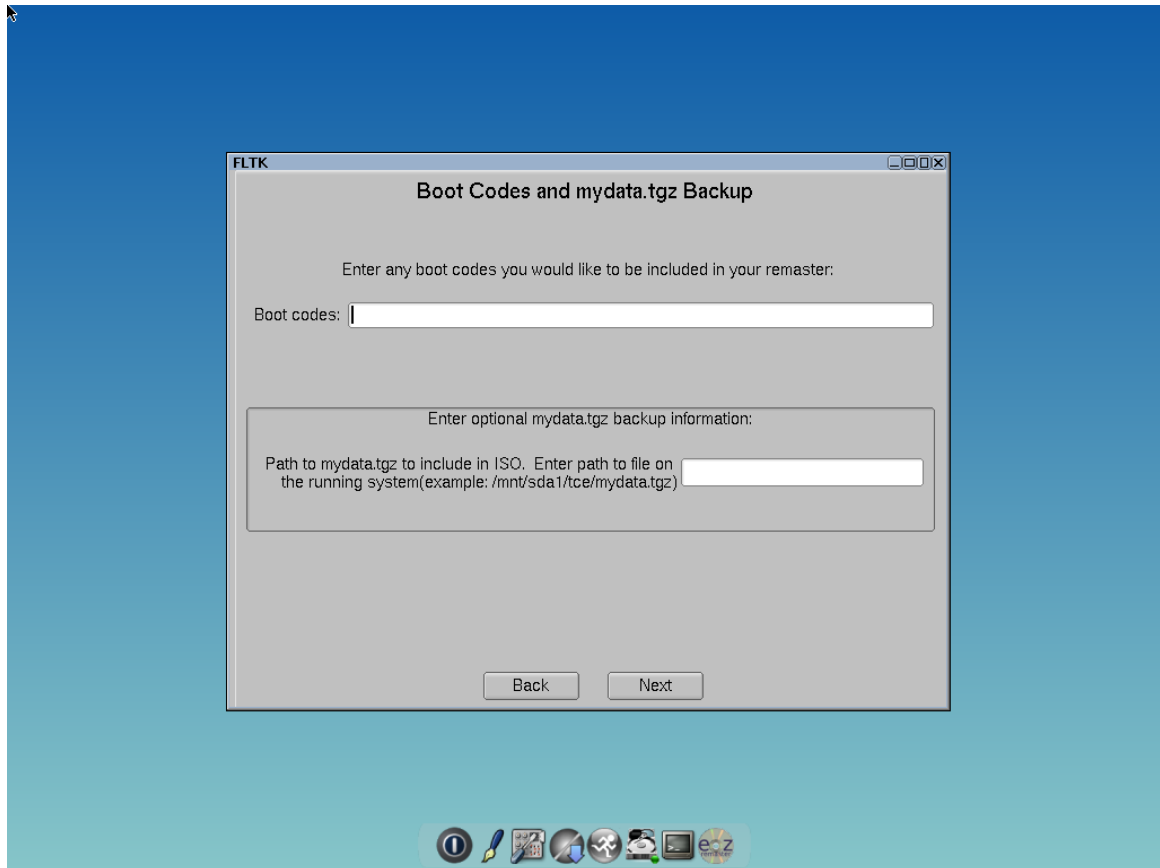 FLTK
Boot Codes and mydata.tgz Backup
Enter any boot codes you would like to be included in your remaster:
Boot codes:
Enter optional mydata.tgz backup information:
Path to mydata.tgz to include in ISO. Enter path to file on
the running system(example: /mnt/sda1/tce/mydata.tgz)
Back
Next